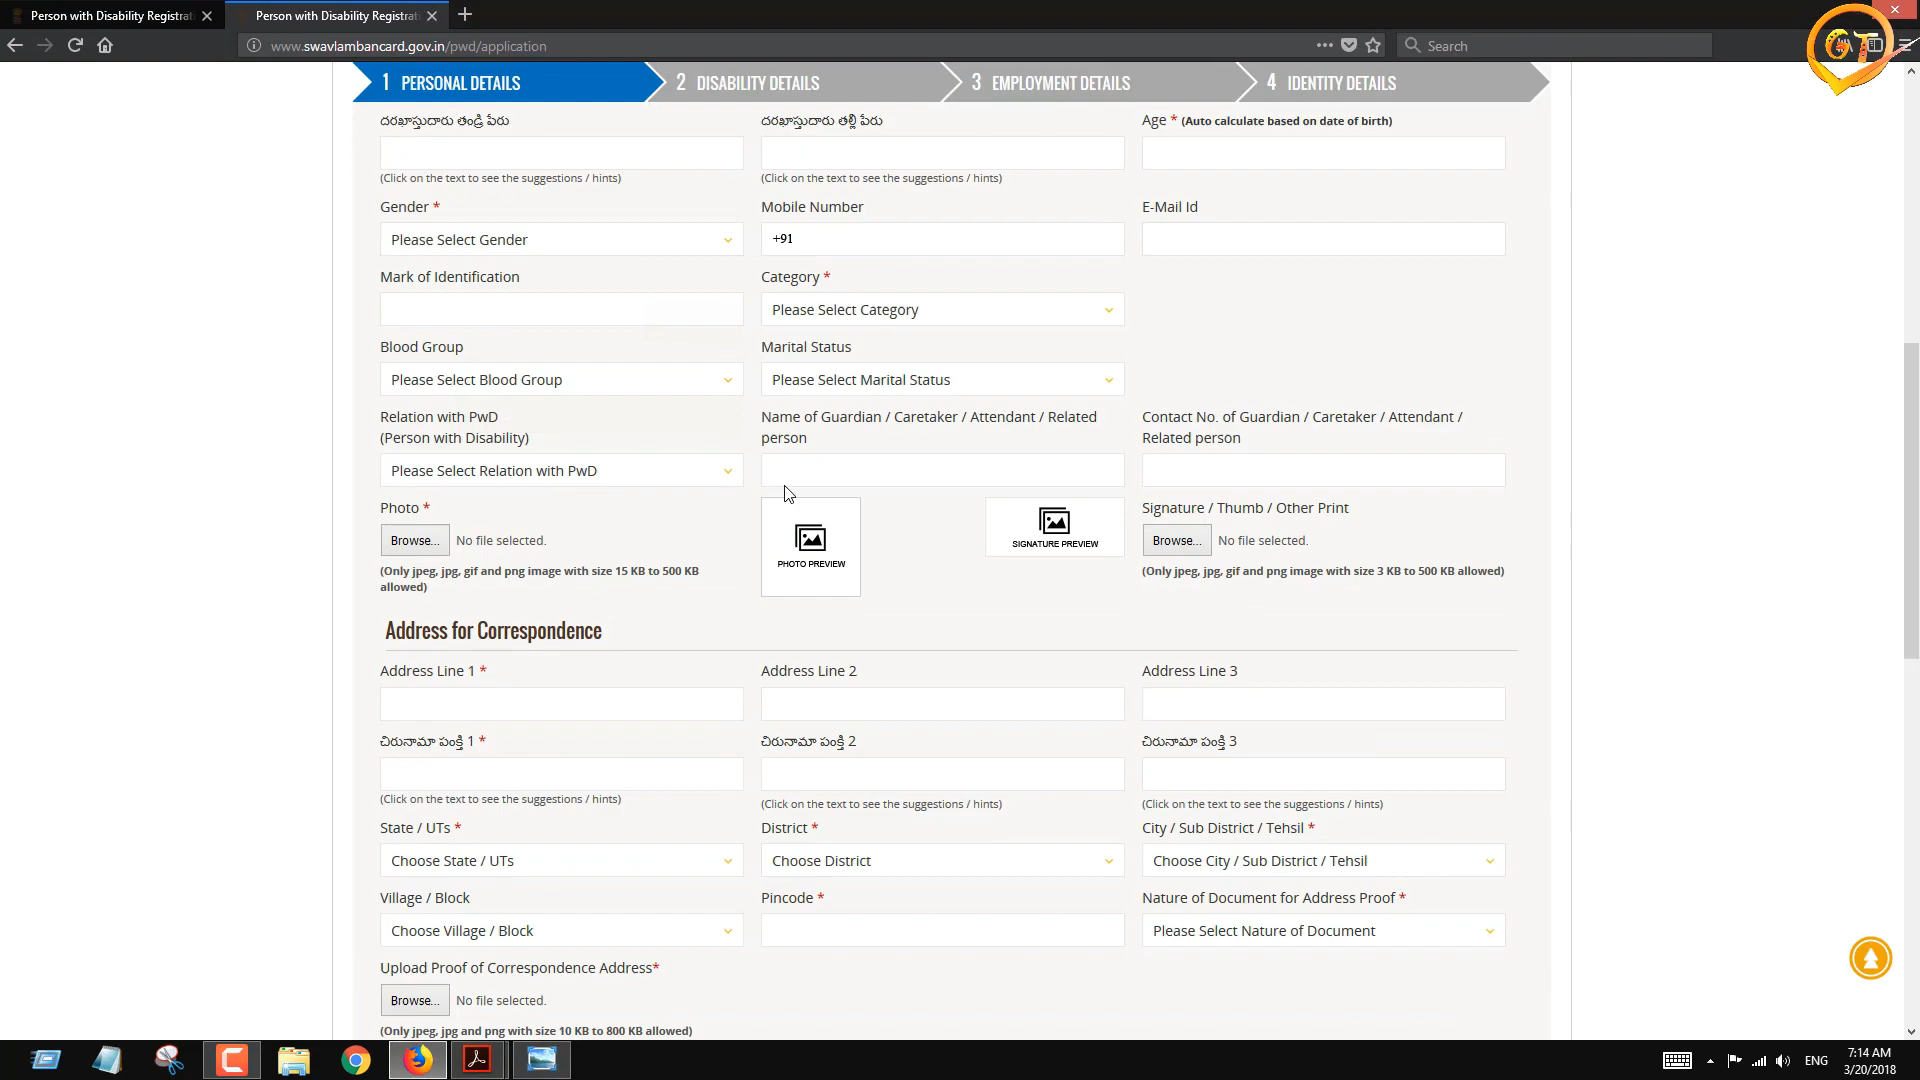 Person with Disability Registrat
Person with Disability Registrat
www.swavlambancard.gov.in/pwd/application
Search
GT
1 PERSONAL DETAILS
2 DISABILITY DETAILS
3 EMPLOYMENT DETAILS
4 IDENTITY DETAILS
దరఖాస్తుదారు తండ్రి పేరు
దరఖాస్తుదారు తల్లి పేరు
Age * (Auto calculate based on date of birth)
(Click on the text to see the suggestions / hints)
(Click on the text to see the suggestions / hints)
Gender *
Mobile Number
E-Mail Id
Please Select Gender
+91
Mark of Identification
Category *
Please Select Category
Blood Group
Marital Status
Please Select Blood Group
Please Select Marital Status
Relation with PwD
(Person with Disability)
Name of Guardian / Caretaker / Attendant / Related
person
Contact No. of Guardian / Caretaker / Attendant /
Related person
Please Select Relation with PwD
Photo *
Signature / Thumb / Other Print
Browse... No file selected.
PHOTO PREVIEW
SIGNATURE PREVIEW
Browse... No file selected.
(Only jpeg, jpg, gif and png image with size 15 KB to 500 KB
allowed)
(Only jpeg, jpg, gif and png image with size 3 KB to 500 KB allowed)
Address for Correspondence
Address Line 1 *
Address Line 2
Address Line 3
చిరునామా పంక్తి 1 *
చిరునామా పంక్తి 2
చిరునామా పంక్తి 3
(Click on the text to see the suggestions / hints)
(Click on the text to see the suggestions / hints)
(Click on the text to see the suggestions / hints)
State / UTs *
District *
City / Sub District / Tehsil *
Choose State / UTs
Choose District
Choose City / Sub District / Tehsil
Village / Block
Pincode *
Nature of Document for Address Proof *
Choose Village / Block
Please Select Nature of Document
Upload Proof of Correspondence Address*
Browse... No file selected.
(Only jpeg, jpg and png with size 10 KB to 800 KB allowed)
ENG
7:14 AM
3/20/2018